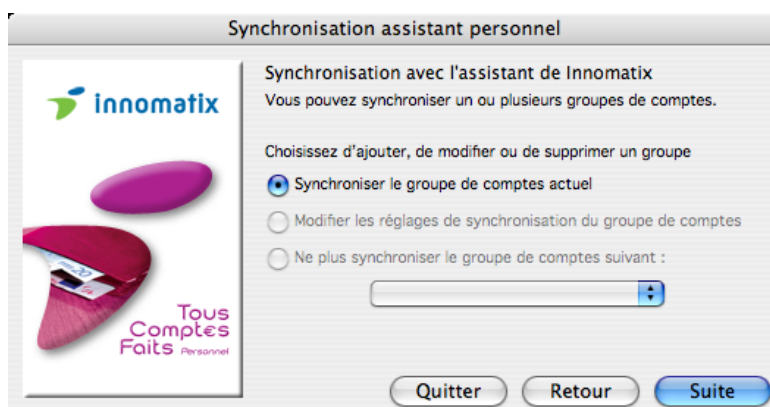 Synchronisation assistant personnel
innomatix
Tous
Comptes
Faits Personnel
Synchronisation avec l'assistant de Innomatix
Vous pouvez synchroniser un ou plusieurs groupes de comptes.
Choisissez d'ajouter, de modifier ou de supprimer un groupe
Synchroniser le groupe de comptes actuel
Modifier les réglages de synchronisation du groupe de comptes
Ne plus synchroniser le groupe de comptes suivant :
Quitter
Retour
Suite